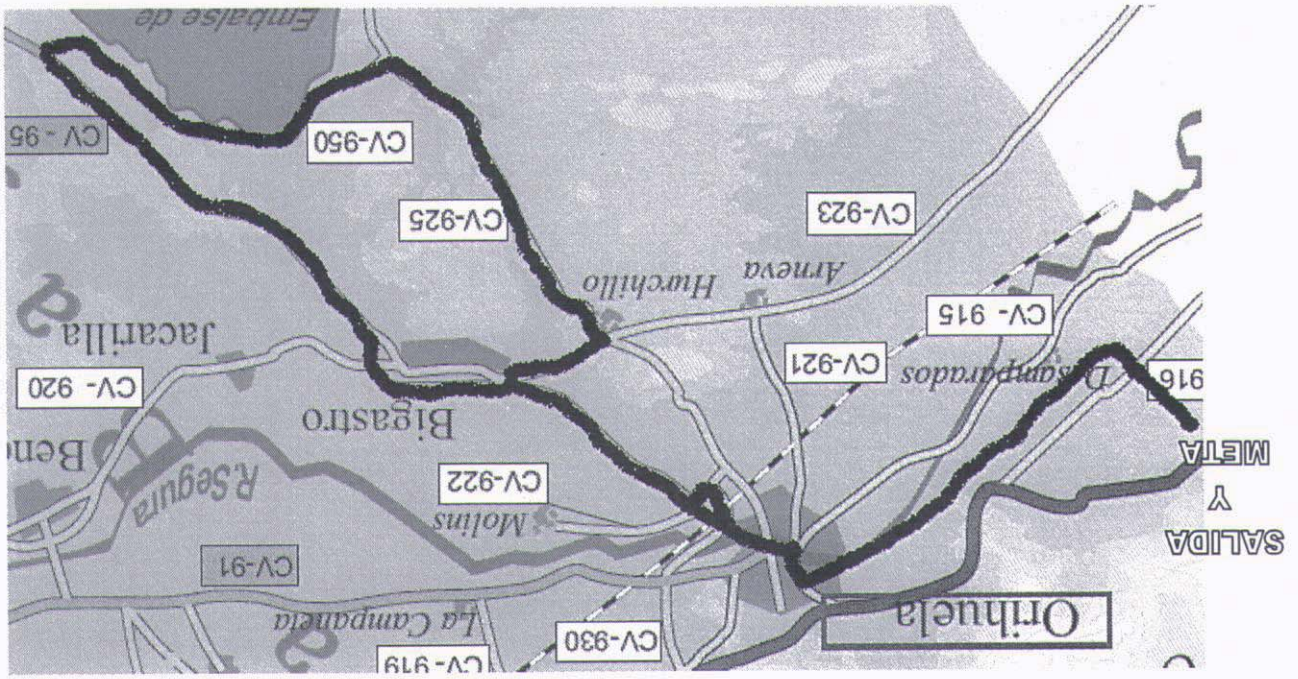 CV-919
Orihuela
CV-930
La Campaneta
a
CV-91
SALIDA
Y
META
Molins
R.Segura
CV-922
Ben
Bigastro
CV- 920
916
Desamparados
CV-921
Jacarilla
CV- 915
a
Arneva
Hurchillo
CV-923
CV-925
CV-950
CV - 95
Embalse de